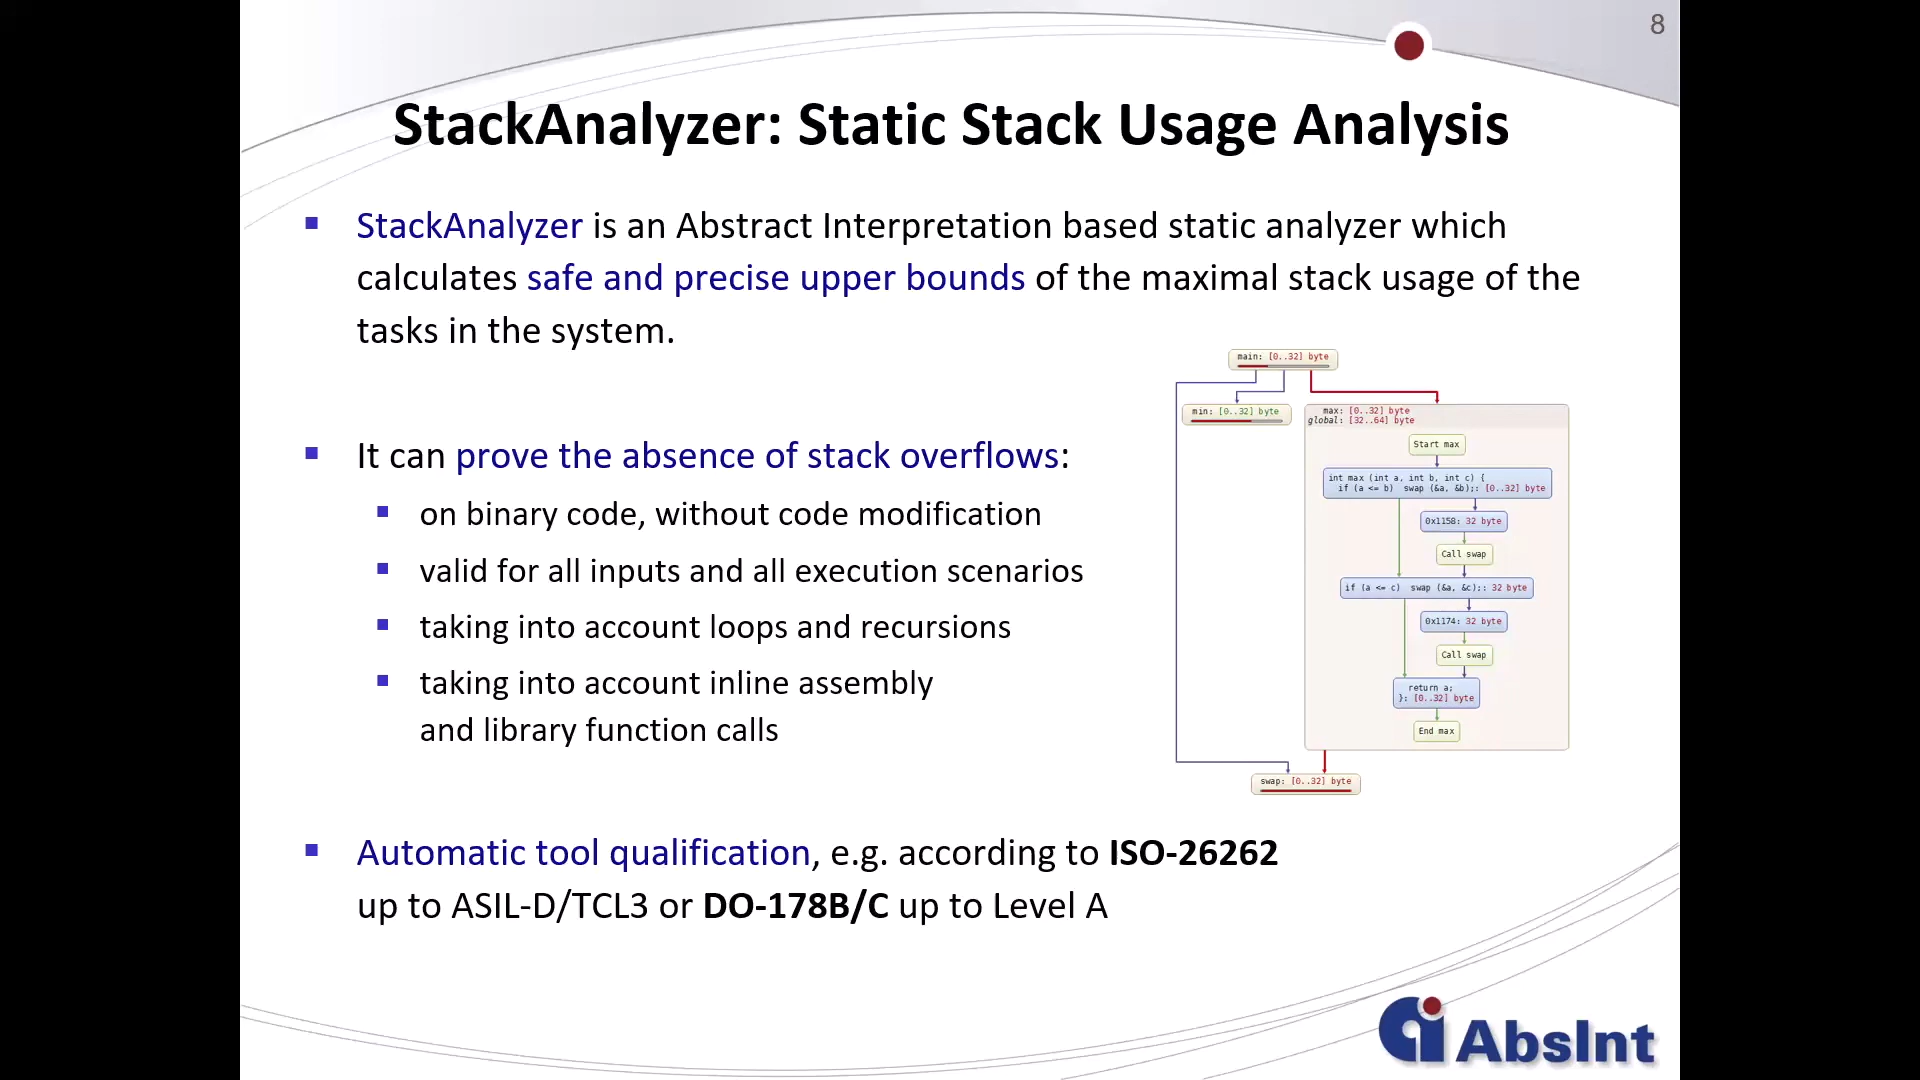 8
StackAnalyzer: Static Stack Usage Analysis
StackAnalyzer is an Abstract Interpretation based static analyzer which
calculates safe and precise upper bounds of the maximal stack usage of the
tasks in the system.
It can prove the absence of stack overflows:
on binary code, without code modification
valid for all inputs and all execution scenarios
taking into account loops and recursions
taking into account inline assembly
and library function calls
Automatic tool qualification, e.g. according to ISO-26262
up to ASIL-D/TCL3 or DO-178B/C up to Level A
main: [0..32] byte
min: [0..32] byte
max: [0..32] byte
global: [32..64] byte
Start max
int max (int a, int b, int c) {
if (a <= b) swap (&a, &b);: [0..32] byte
0x1158: 32 byte
Call swap
if (a <= c) swap (&a, &c);: 32 byte
0x1174: 32 byte
Call swap
return a;
}: [0..32] byte
End max
swap: [0..32] byte
AbsInt